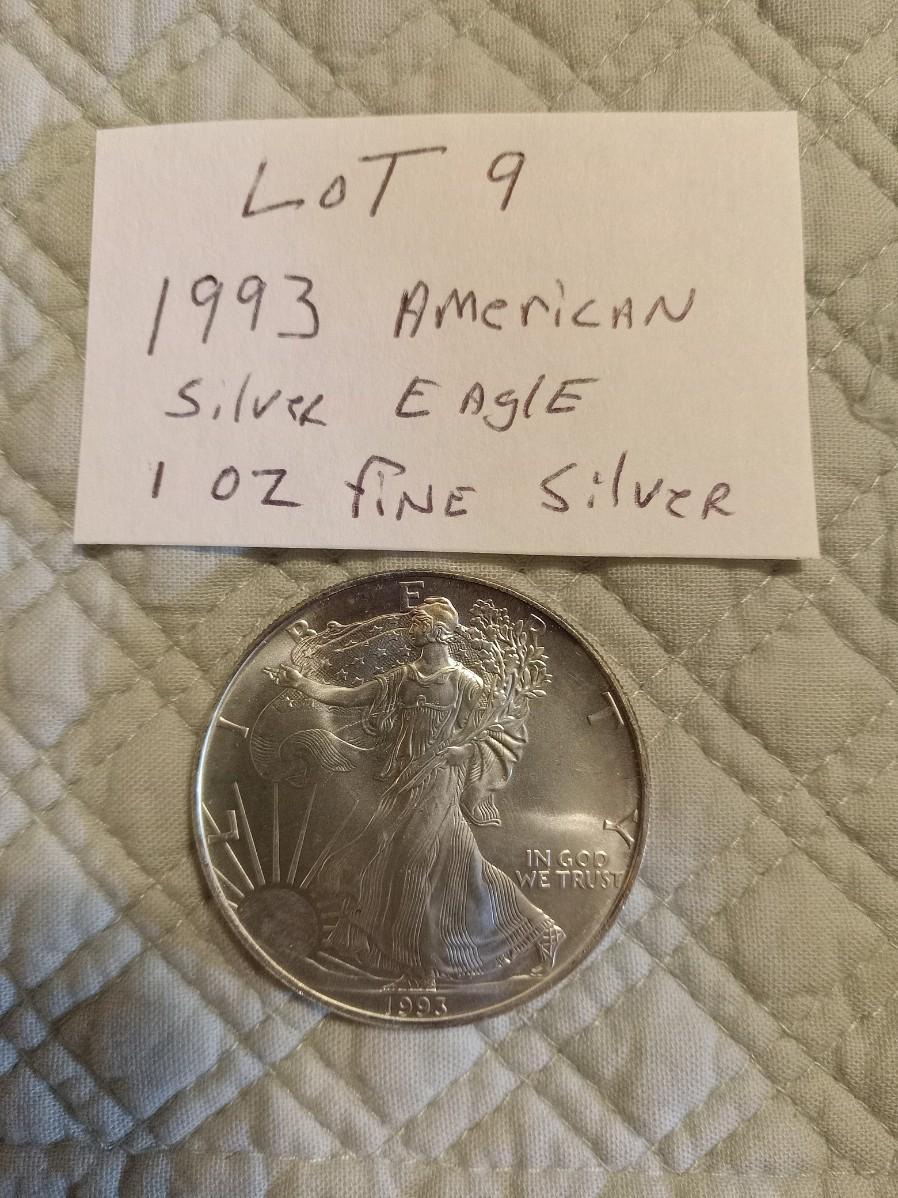 LOT 9
1993 AMERICAN
SILVER EAGLE
1 OZ FINE SILVER
LIBERTY
IN GOD
WE TRUST
1993